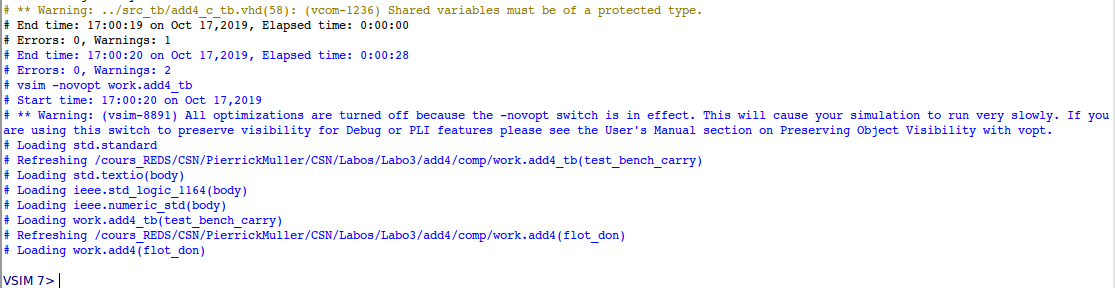 # ** Warning: ../src_tb/add4_c_tb.vhd(58): (vcom-1236) Shared variables must be of a protected type.
# End time: 17:00:19 on Oct 17,2019, Elapsed time: 0:00:00
# Errors: 0, Warnings: 1
# End time: 17:00:20 on Oct 17,2019, Elapsed time: 0:00:28
# Errors: 0, Warnings: 2
# vsim -novopt work.add4_tb
# Start time: 17:00:20 on Oct 17,2019
# ** Warning: (vsim-8891) All optimizations are turned off because the -novopt switch is in effect. This will cause your simulation to run very slowly. If you
are using this switch to preserve visibility for Debug or PLI features please see the User's Manual section on Preserving Object Visibility with vopt.
# Loading std.standard
# Refreshing /cours_REDS/CSN/PierrickMuller/CSN/Labos/Labo3/add4/comp/work.add4_tb(test_bench_carry)
# Loading std.textio(body)
# Loading ieee.std_logic_1164(body)
# Loading ieee.numeric_std(body)
# Loading work.add4_tb(test_bench_carry)
# Refreshing /cours_REDS/CSN/PierrickMuller/CSN/Labos/Labo3/add4/comp/work.add4(flot_don)
# Loading work.add4(flot_don)
VSIM 7>